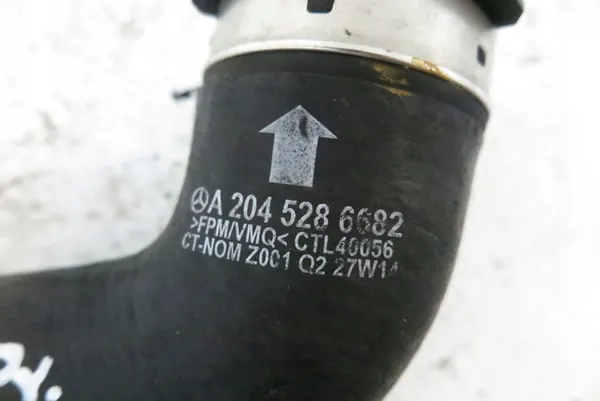 A 204 528 6682
>FPM/VMQ< CTL40056
CT-NOM Z001 Q2 27W14